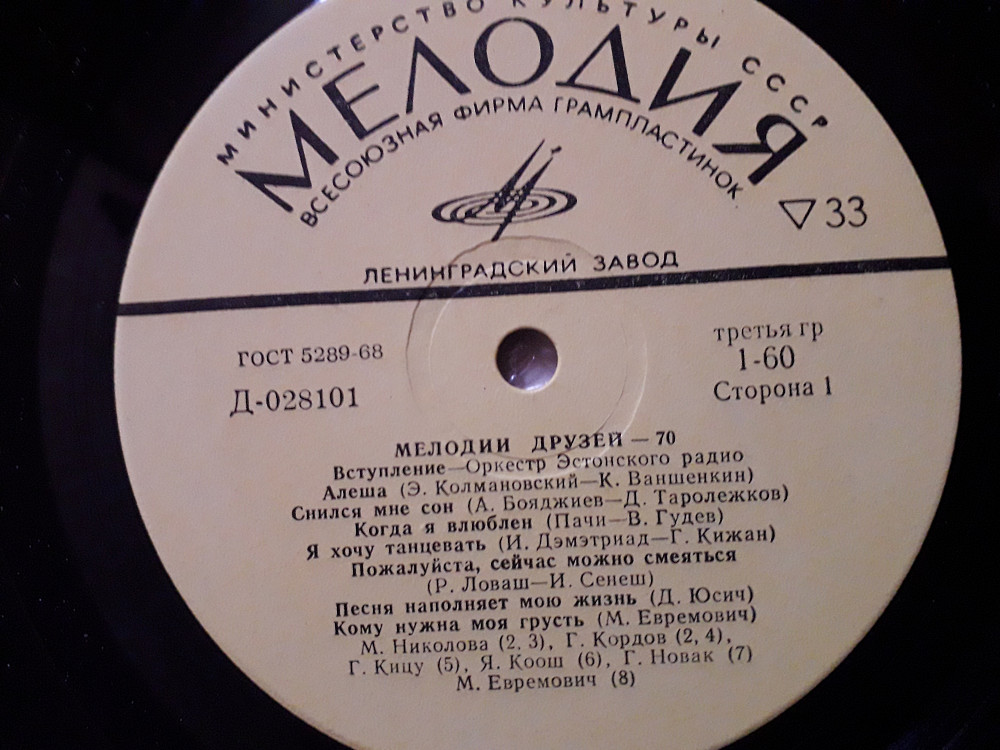 МИНИСТЕРСТВО КУЛЬТУРЫ СССР
МЕЛОДИЯ
ВСЕСОЮЗНАЯ ФИРМА ГРАМПЛАСТИНОК
33
ЛЕНИНГРАДСКИЙ ЗАВОД
ГОСТ 5289-68
Д-028101
третья гр
1-60
Сторона 1
МЕЛОДИИ ДРУЗЕЙ — 70
Вступление—Оркестр Эстонского радио
Алеша (Э. Колмановский—К. Ваншенкин)
Снился мне сон (А. Бояджиев—Д. Таролежков)
Когда я влюблен (Пачи—В. Гудев)
Я хочу танцевать (И. Дэмэтриад—Г. Кижан)
Пожалуйста, сейчас можно смеяться
(Р. Ловаш—И. Сенеш)
Песня наполняет мою жизнь (Д. Юсич)
Кому нужна моя грусть (М. Евремович)
М. Николова (2, 3), Г. Кордов (2, 4),
Г. Кицу (5), Я. Коош (6), Г. Новак (7)
М. Евремович (8)